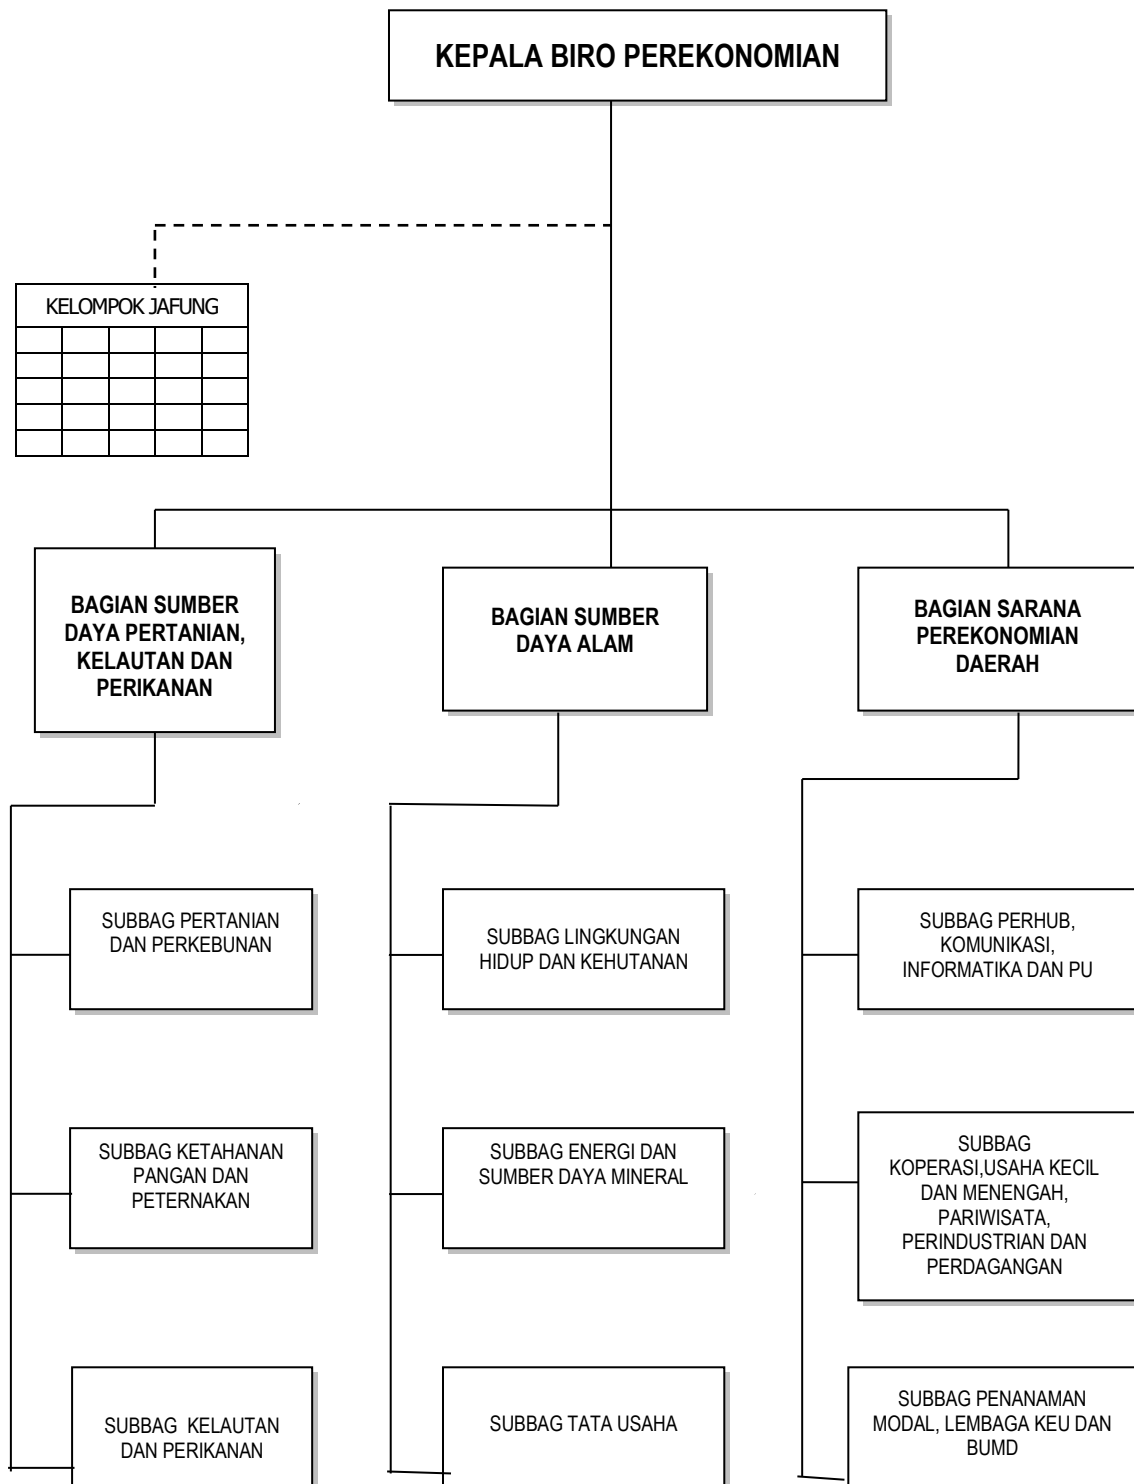 KEPALA BIRO PEREKONOMIAN
KELOMPOK JAFUNG
BAGIAN SUMBER
DAYA PERTANIAN,
KELAUTAN DAN
PERIKANAN
BAGIAN SUMBER
DAYA ALAM
BAGIAN SARANA
PEREKONOMIAN
DAERAH
SUBBAG PERTANIAN
DAN PERKEBUNAN
SUBBAG LINGKUNGAN
HIDUP DAN KEHUTANAN
SUBBAG PERHUB,
KOMUNIKASI,
INFORMATIKA DAN PU
SUBBAG KETAHANAN
PANGAN DAN
PETERNAKAN
SUBBAG ENERGI DAN
SUMBER DAYA MINERAL
SUBBAG
KOPERASI,USAHA KECIL
DAN MENENGAH,
PARIWISATA,
PERINDUSTRIAN DAN
PERDAGANGAN
SUBBAG KELAUTAN
DAN PERIKANAN
SUBBAG TATA USAHA
SUBBAG PENANAMAN
MODAL, LEMBAGA KEU DAN
BUMD